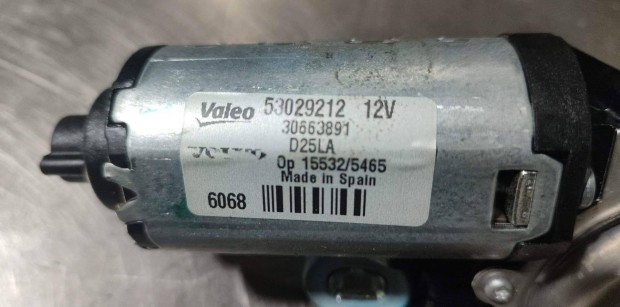 Valeo 53029212 12V
30663891
D25LA
Op 15532/5465
Made in Spain
6068